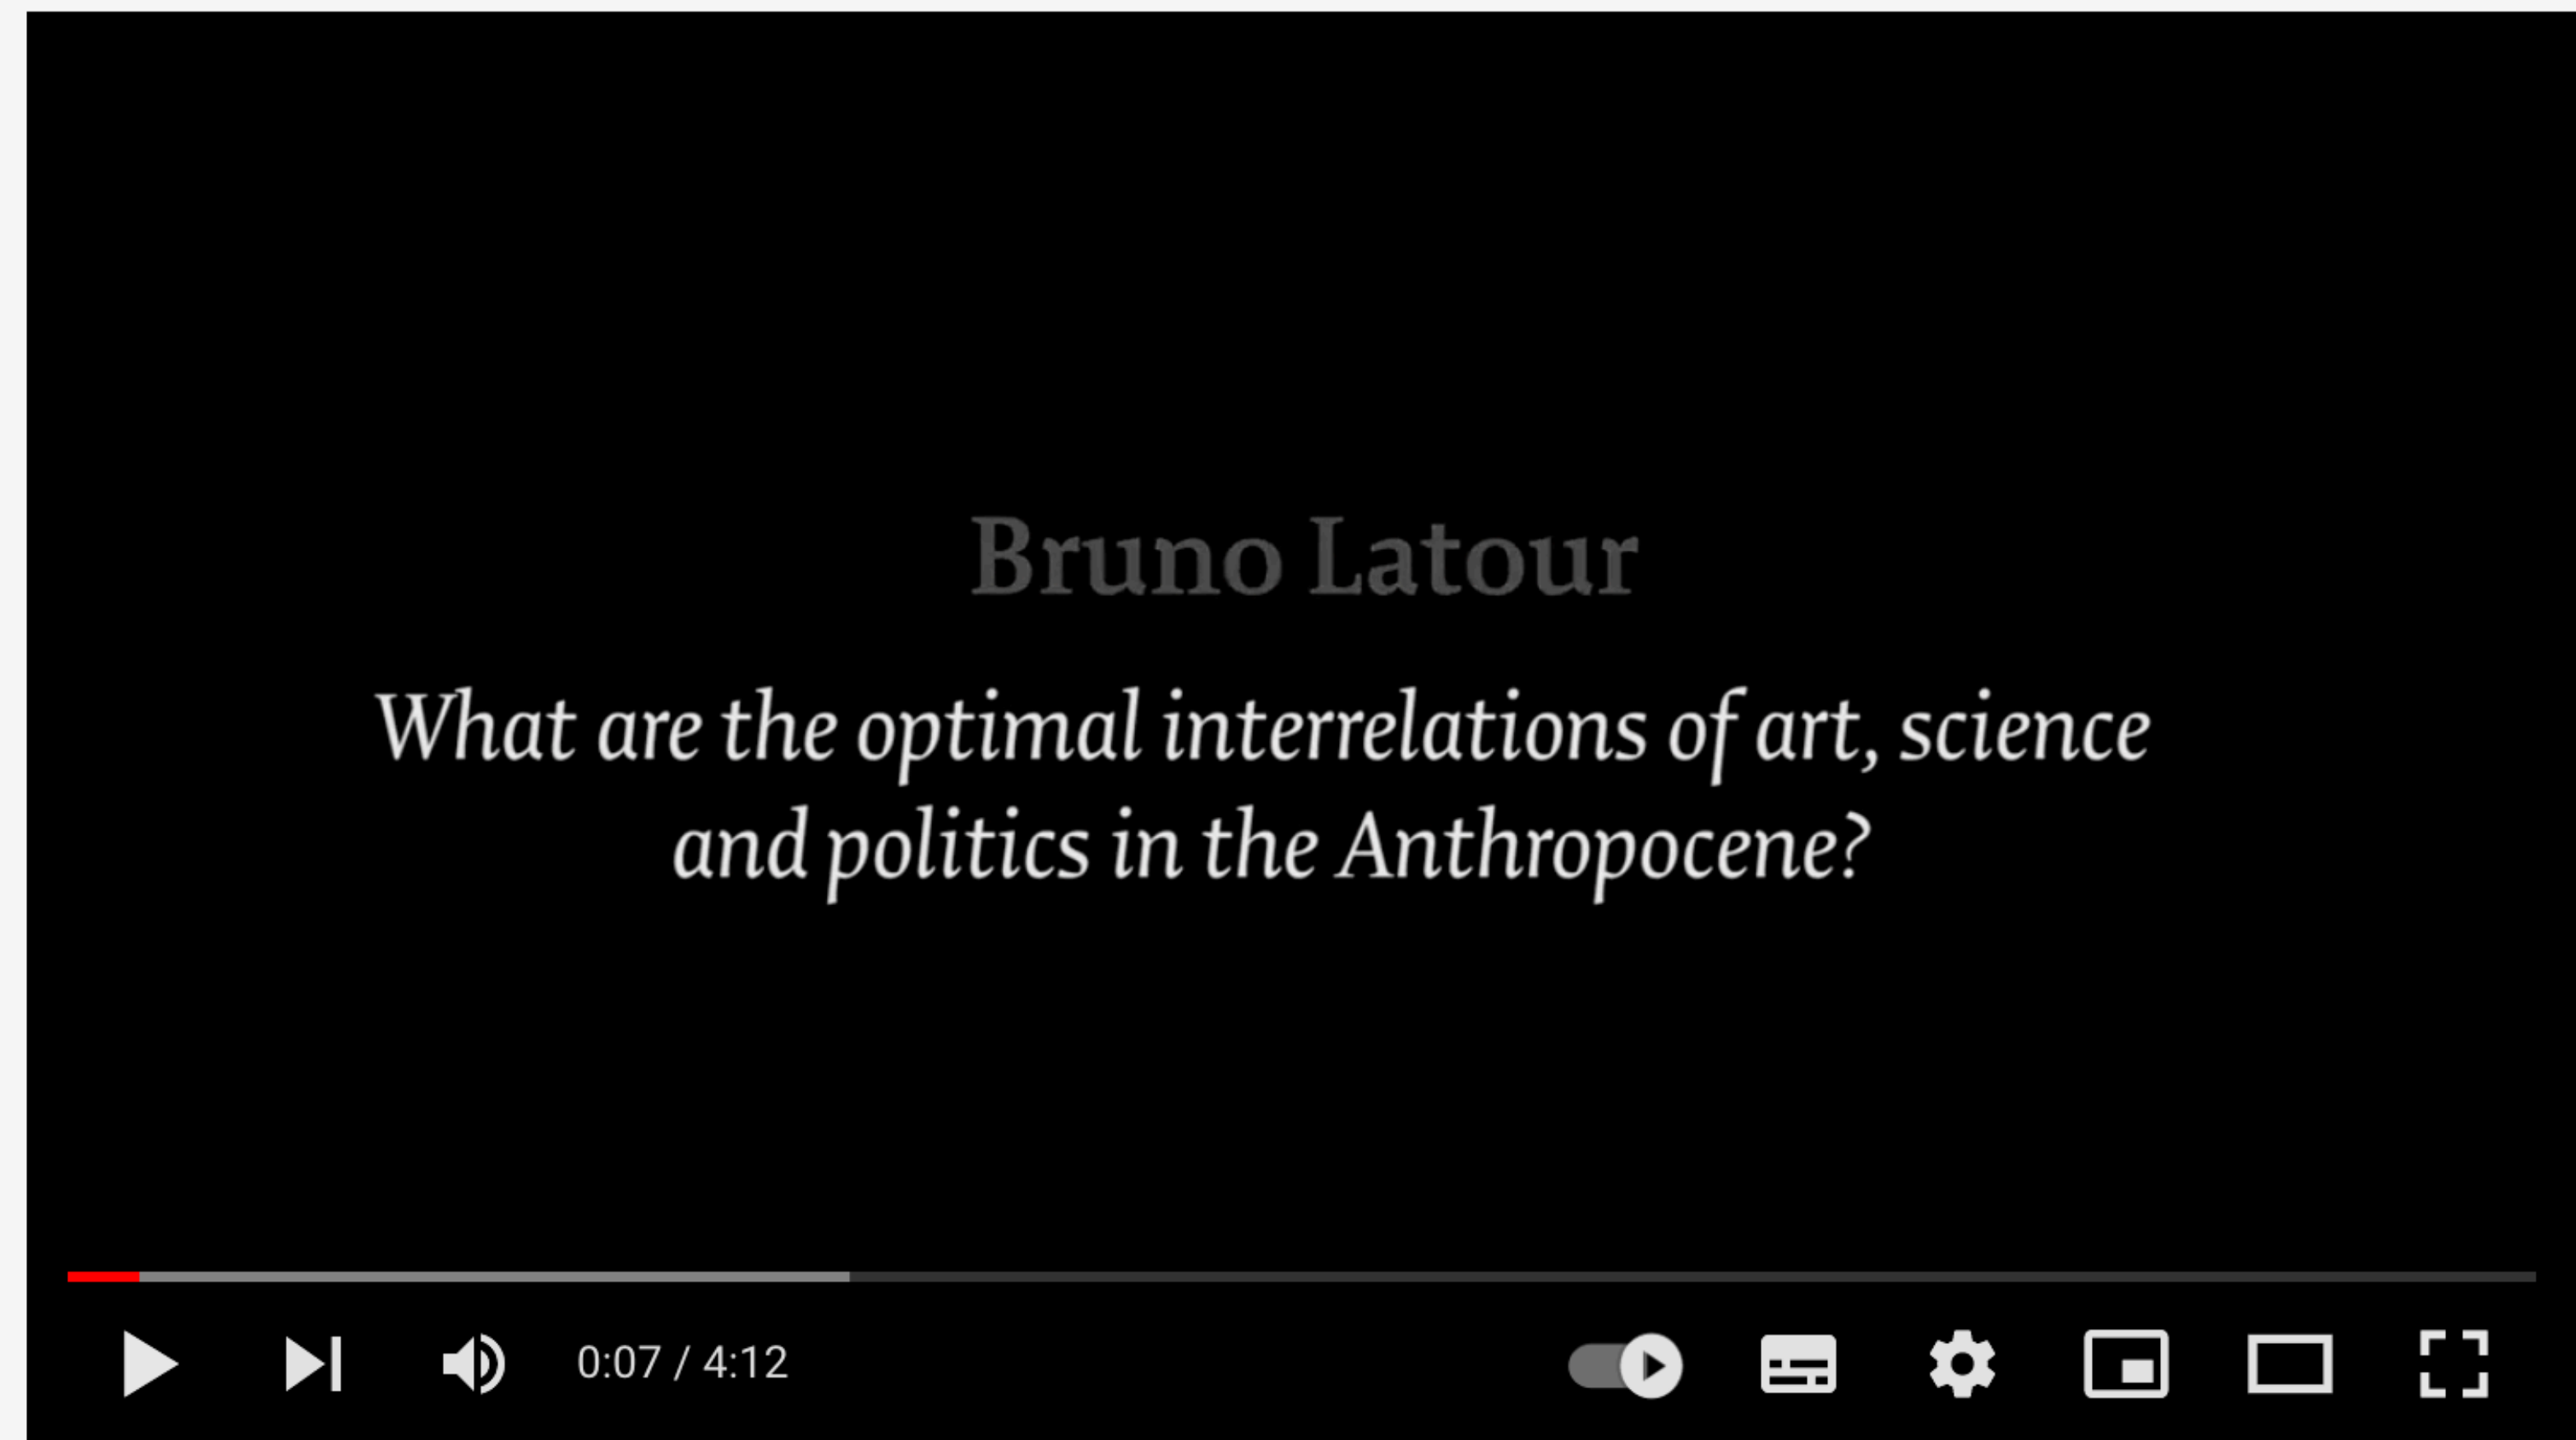 Bruno Latour
What are the optimal interrelations of art, science
and politics in the Anthropocene?
0:07 / 4:12